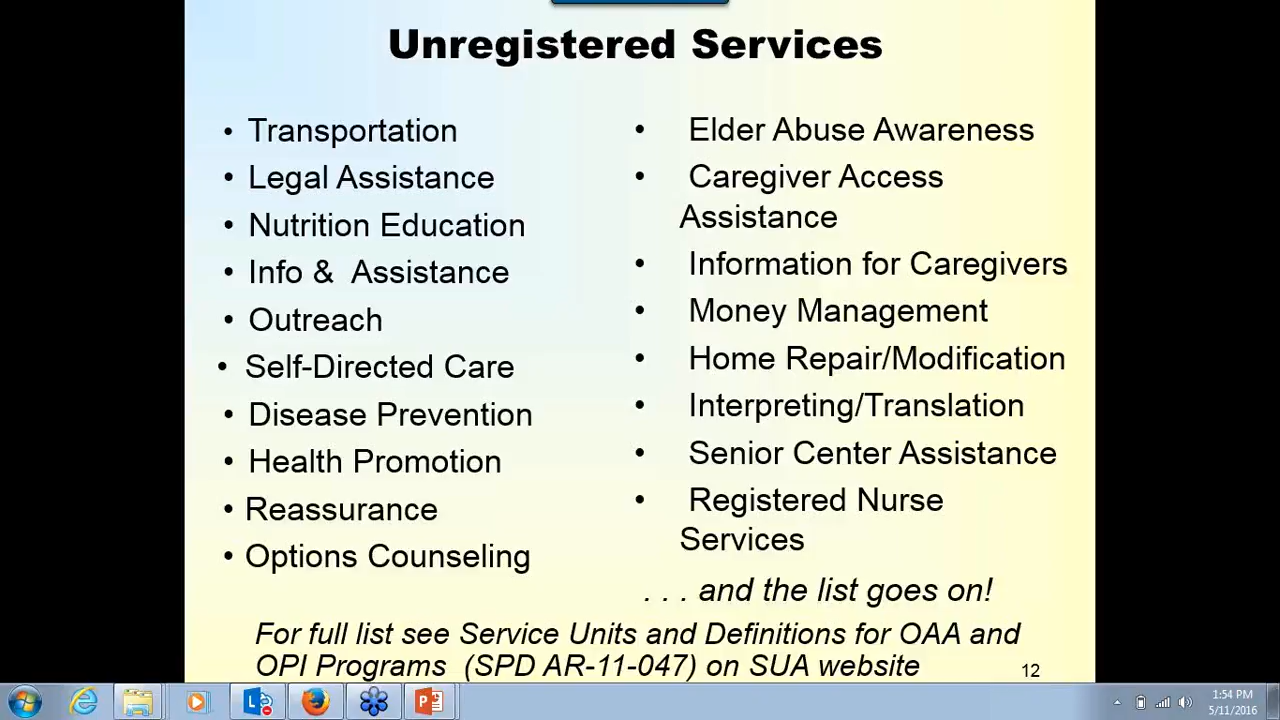 Unregistered Services
• Transportation
• Legal Assistance
• Nutrition Education
• Info &  Assistance
• Outreach
• Self-Directed Care
• Disease Prevention
• Health Promotion
• Reassurance
• Options Counseling
• Elder Abuse Awareness
• Caregiver Access
Assistance
• Information for Caregivers
• Money Management
• Home Repair/Modification
• Interpreting/Translation
• Senior Center Assistance
• Registered Nurse
Services
. . . and the list goes on!
For full list see Service Units and Definitions for OAA and
OPI Programs  (SPD AR-11-047) on SUA website
12
1:54 PM
5/11/2016